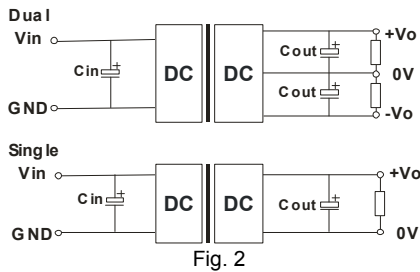 Dual
Vin
+Vo
Cin
+
Cout
+
DC
DC
0V
Cout
+
GND
-Vo
Single
Vin
+Vo
Cin
+
DC
DC
Cout
+
GND
0V
Fig. 2